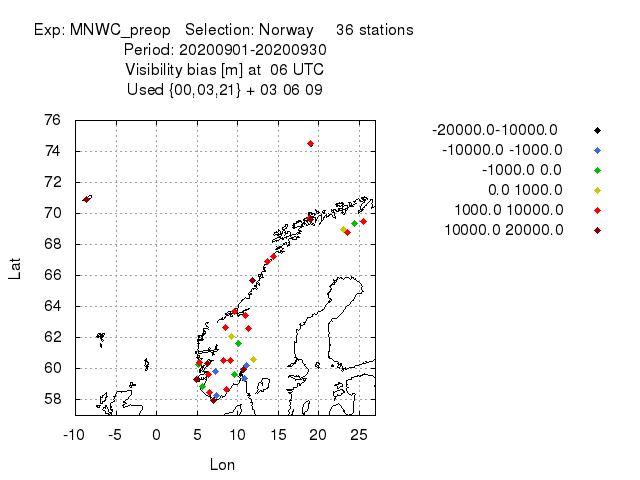 Exp: MNWC_preop   Selection: Norway     36 stations
Period: 20200901-20200930
Visibility bias [m] at  06 UTC
Used {00,03,21} + 03 06 09
-20000.0-10000.0
-10000.0 -1000.0
-1000.0 0.0
0.0 1000.0
1000.0 10000.0
10000.0 20000.0
76
74
72
70
68
66
64
62
60
58
Lat
-10 -5 0 5 10 15 20 25
Lon